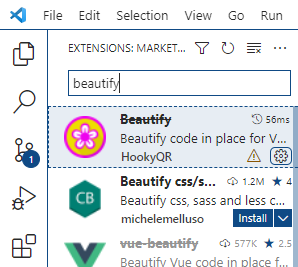 File Edit Selection View Go Run
EXTENSIONS: MARKET...
beautify
Beautify 56ms
Beautify code in place for V...
HookyQR
1
CB
Beautify css/s... 1.2M 4
Beautify css, sass and less c...
michelemelluso Install
vue-beautify 577K 2.5
Beautify Vue code in place f...